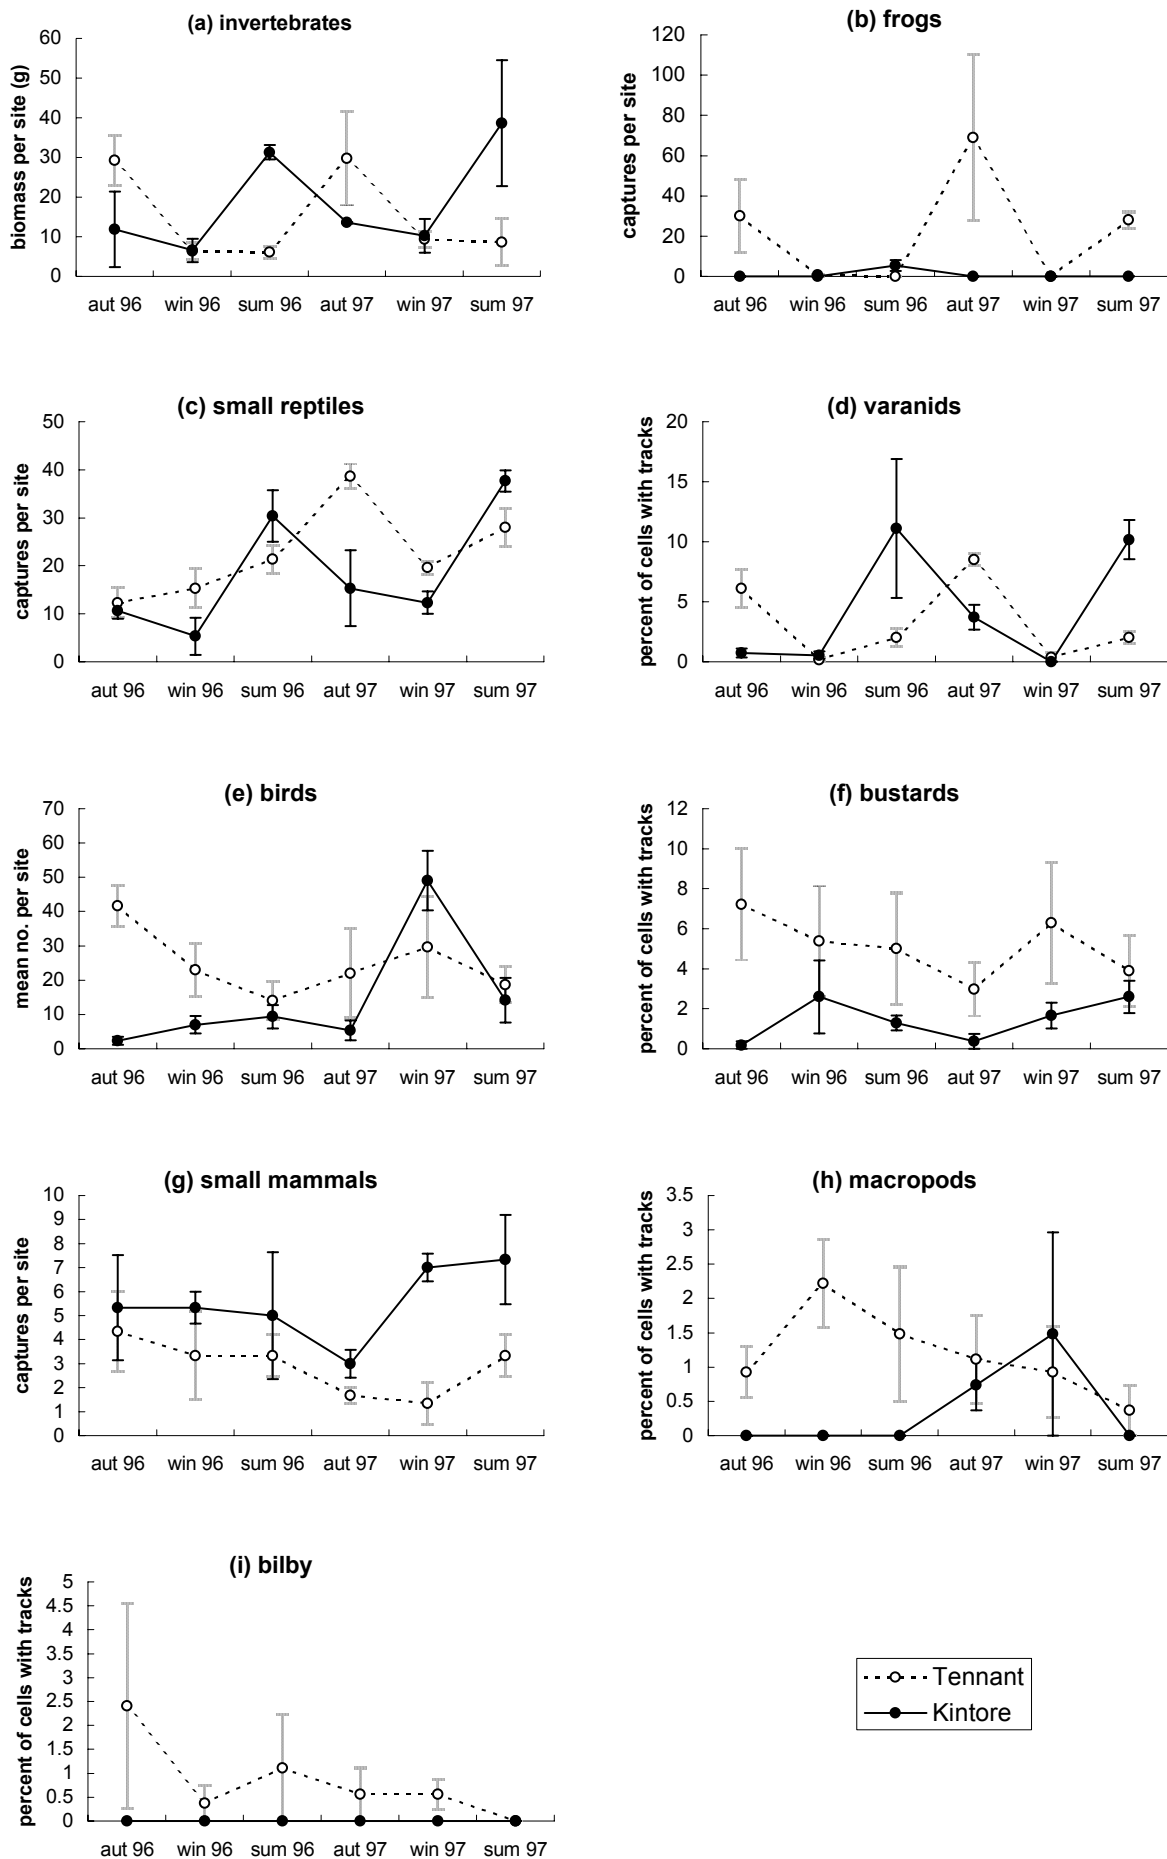 (a) invertebrates
biomass per site (g)
60
50
40
30
20
10
0
aut 96 win 96 sum 96 aut 97 win 97 sum 97
(b) frogs
captures per site
120
100
80
60
40
20
0
aut 96 win 96 sum 96 aut 97 win 97 sum 97
(c) small reptiles
captures per site
50
40
30
20
10
0
aut 96 win 96 sum 96 aut 97 win 97 sum 97
(d) varanids
percent of cells with tracks
20
15
10
5
0
aut 96 win 96 sum 96 aut 97 win 97 sum 97
(e) birds
mean no. per site
70
60
50
40
30
20
10
0
aut 96 win 96 sum 96 aut 97 win 97 sum 97
(f) bustards
percent of cells with tracks
12
10
8
6
4
2
0
aut 96 win 96 sum 96 aut 97 win 97 sum 97
(g) small mammals
captures per site
10
9
8
7
6
5
4
3
2
1
0
aut 96 win 96 sum 96 aut 97 win 97 sum 97
(h) macropods
percent of cells with tracks
3.5
3
2.5
2
1.5
1
0.5
0
aut 96 win 96 sum 96 aut 97 win 97 sum 97
(i) bilby
percent of cells with tracks
5
4.5
4
3.5
3
2.5
2
1.5
1
0.5
0
aut 96 win 96 sum 96 aut 97 win 97 sum 97
Tennant
Kintore